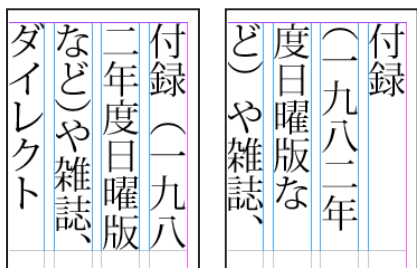 付録（一九八
二年度日曜版
など）や雑誌、
ダイレクト
付録
（一九八二年
度日曜版な
ど）や雑誌、